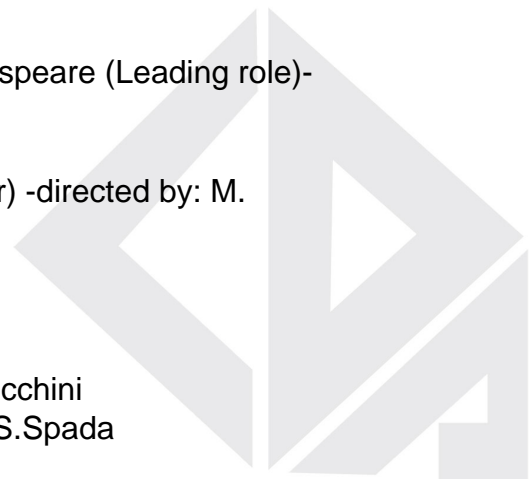 speare (Leading role)-
) -directed by: M.
cchini
S.Spada